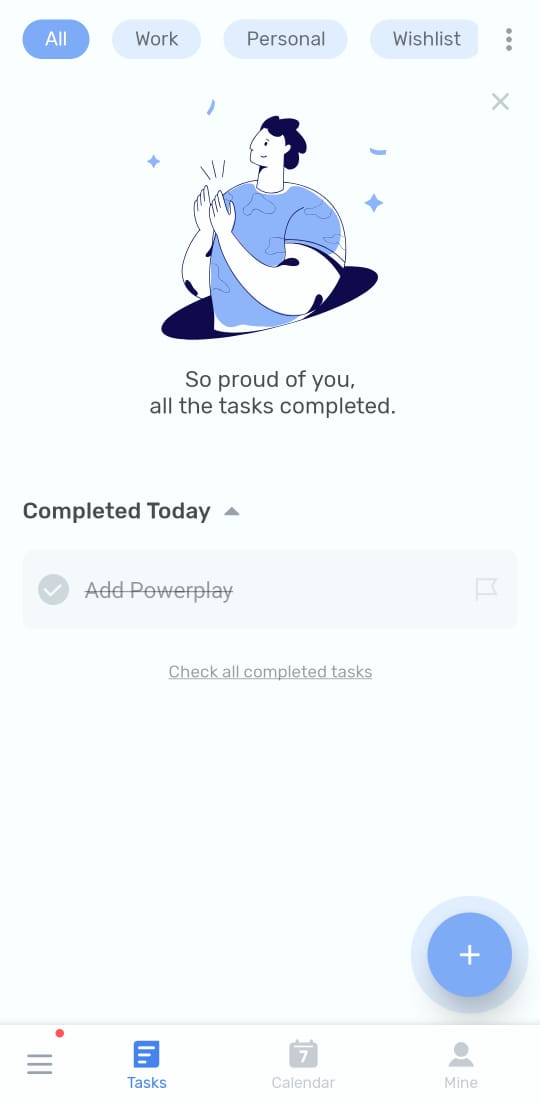 All Work Personal Wishlist
So proud of you,
all the tasks completed.
Completed Today
Add Powerplay
Check all completed tasks
7
Tasks Calendar Mine